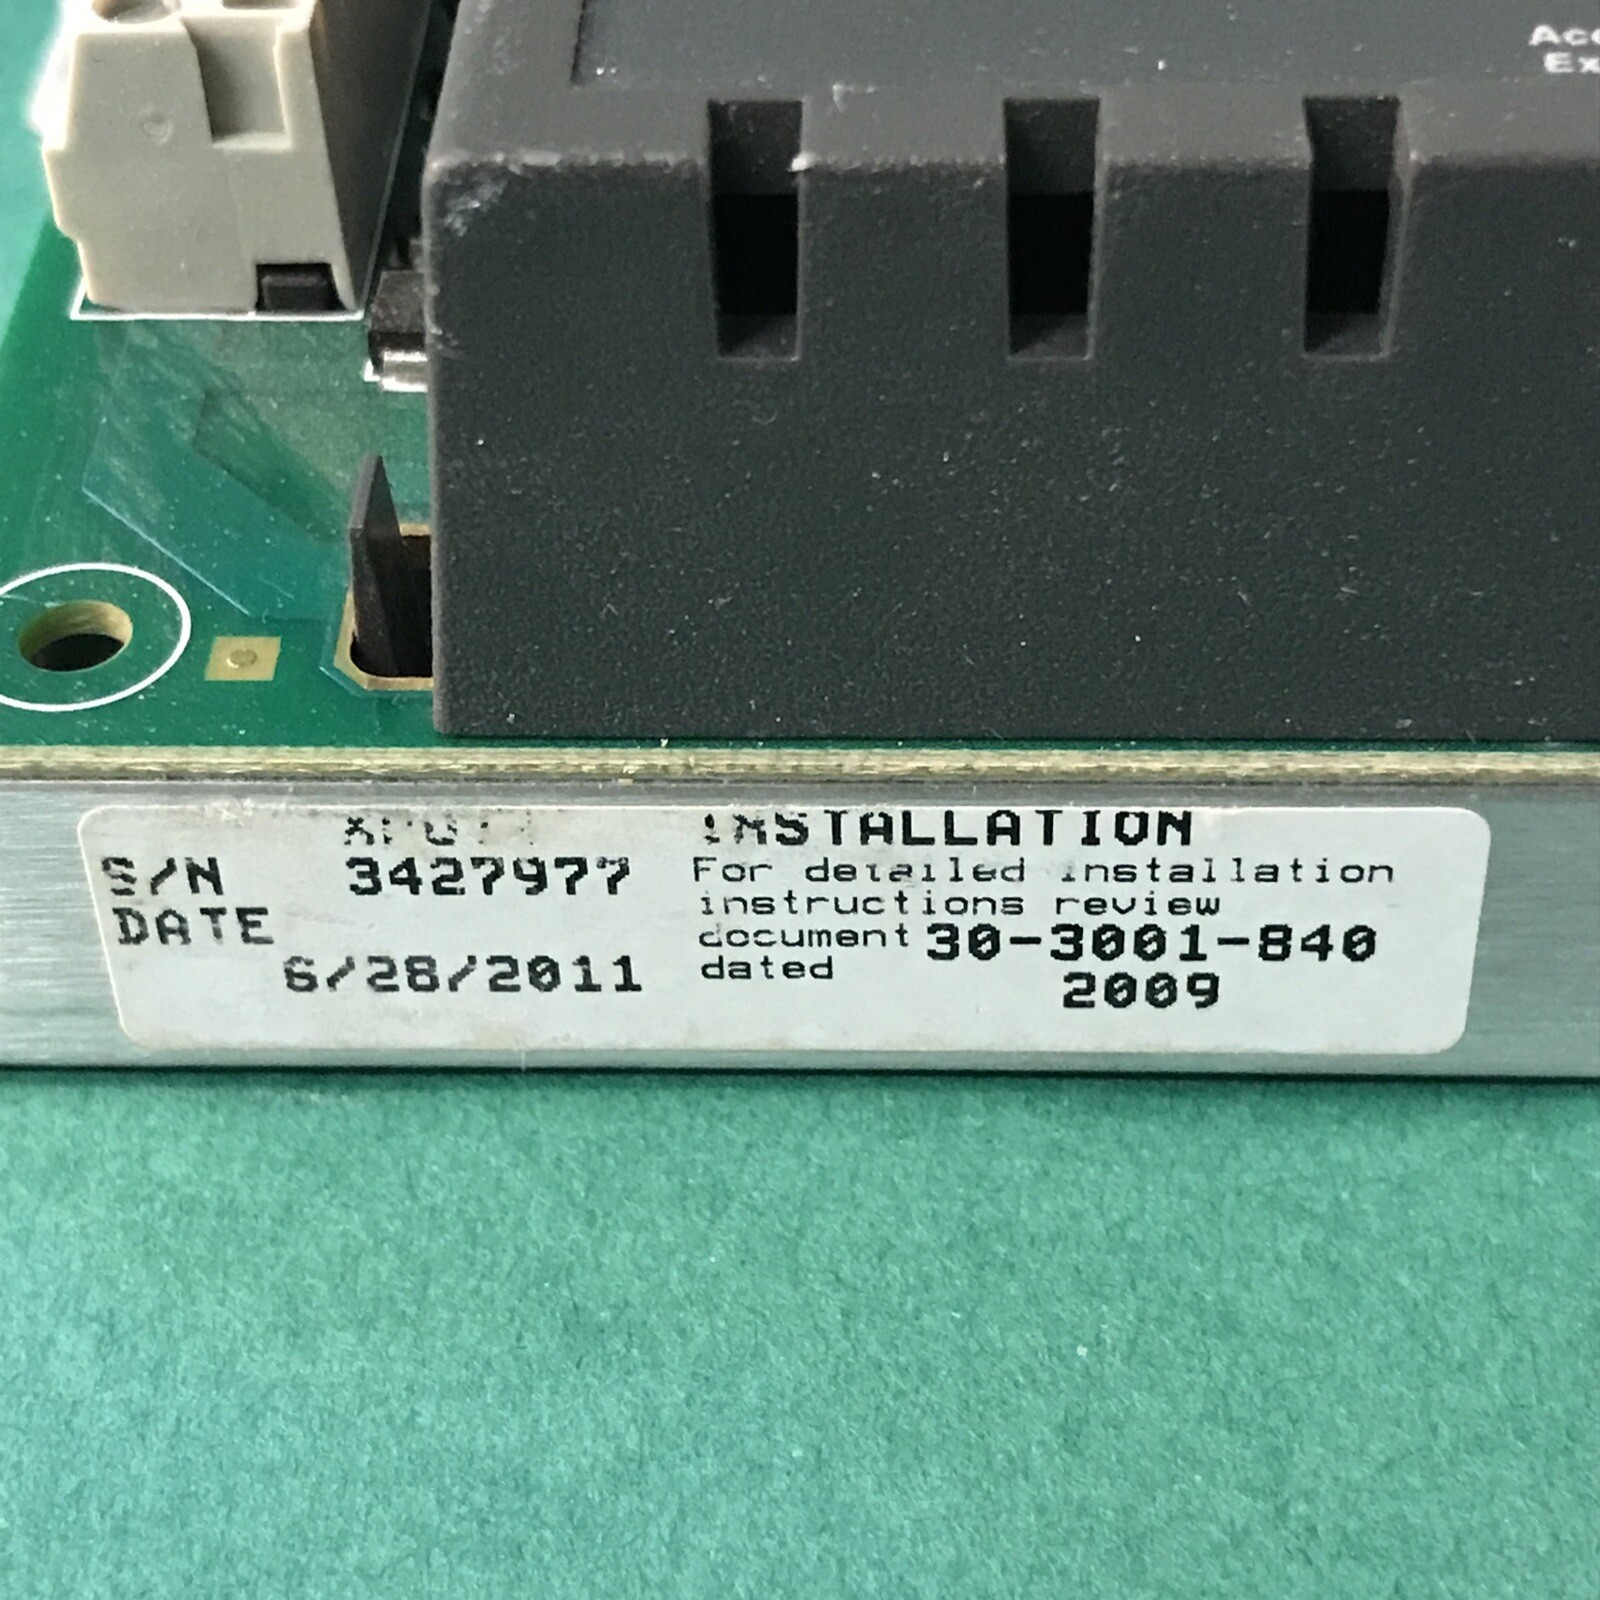 INSTALLATION
S/N 3427977
For detailed installation
instructions review
DATE
document 30-3001-840
6/28/2011
dated
2009